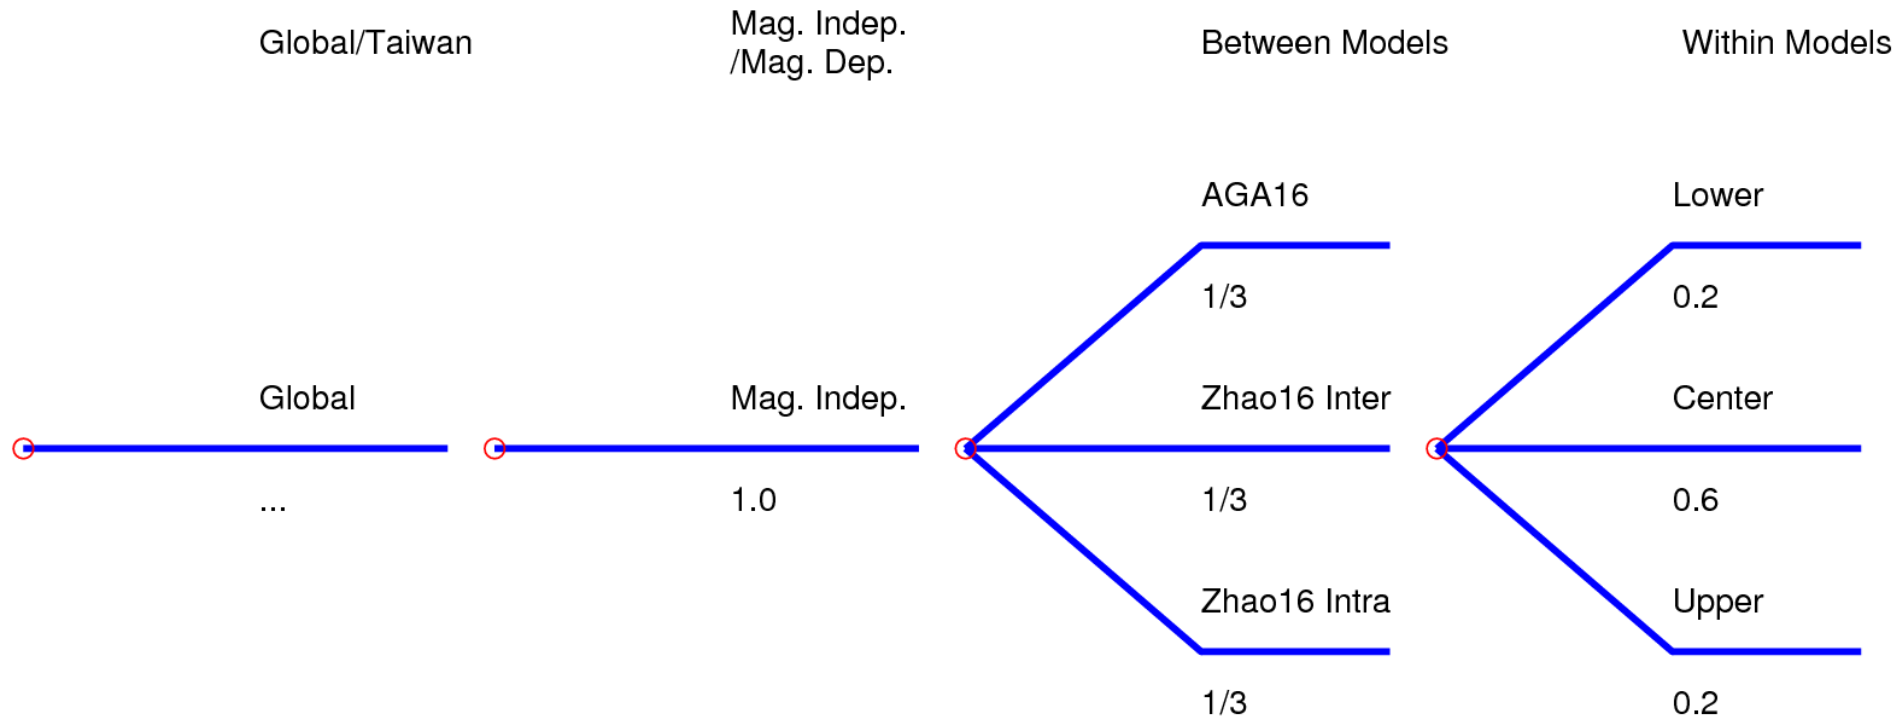 Global/Taiwan
Mag. Indep.
/Mag. Dep.
Between Models
Within Models
AGA16
Lower
1/3
0.2
Global
Mag. Indep.
Zhao16 Inter
Center
...
1.0
1/3
0.6
Zhao16 Intra
Upper
1/3
0.2